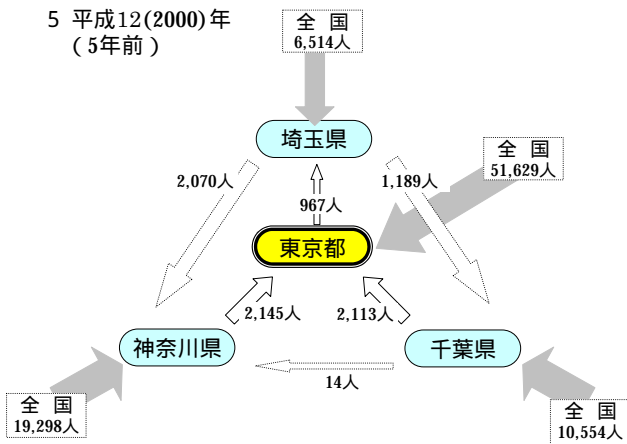 5 平成12(2000)年
(5年前)
全国
6,514人
埼玉県
全国
51,629人
2,070人
1,189人
967人
東京都
2,145人
2,113人
神奈川県
千葉県
14人
全国
19,298人
全国
10,554人